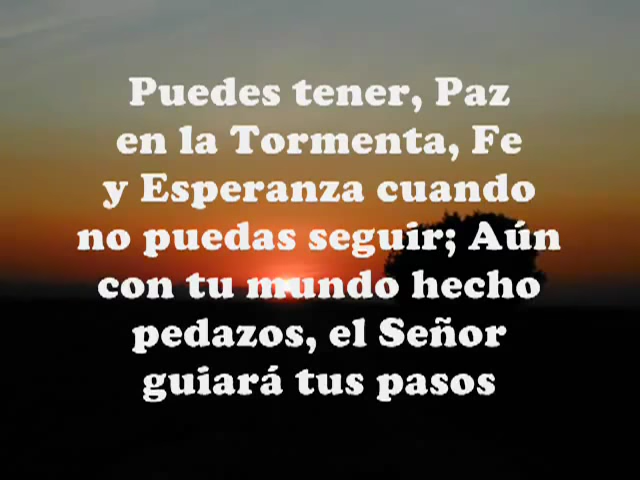 Puedes tener, Paz
en la Tormenta, Fe
y Esperanza cuando
no puedas seguir; Aún
con tu mundo hecho
pedazos, el Señor
guiará tus pasos